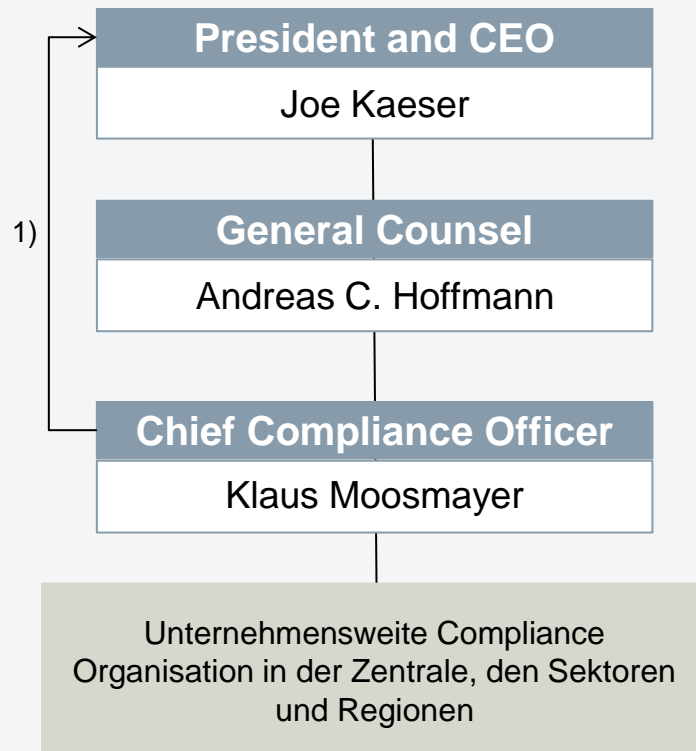 President and CEO
Joe Kaeser
1)
General Counsel
Andreas C. Hoffmann
Chief Compliance Officer
Klaus Moosmayer
Unternehmensweite Compliance
Organisation in der Zentrale, den Sektoren
und Regionen